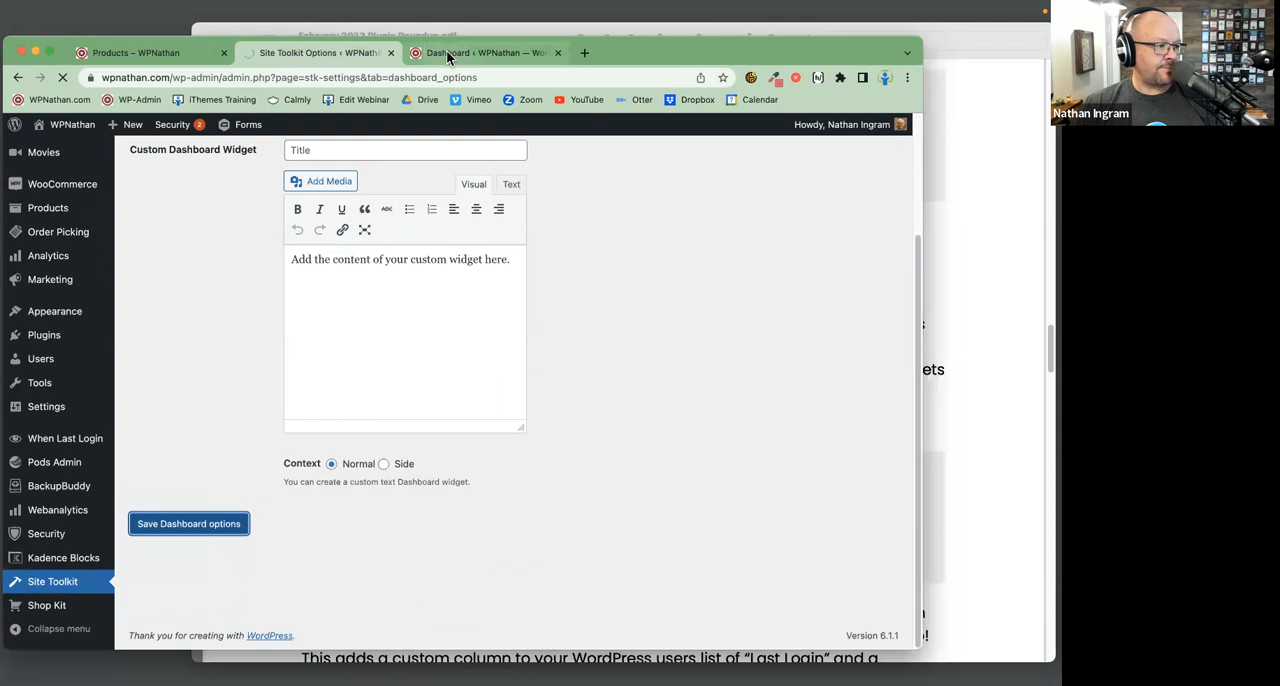 February 2023 Plugin Roundup.pdf
Products – WPNathan
Site Toolkit Options ‹ WPNath
Dashboard ‹ WPNathan — Wor
wpnathan.com/wp-admin/admin.php?page=stk-settings&tab=dashboard_options
WPNathan.com WP-Admin iThemes Training Calmly Edit Webinar Drive Vimeo Zoom YouTube Otter Dropbox Calendar
WPNathan New Security 2 Forms Howdy, Nathan Ingram
Nathan Ingram
Movies
WooCommerce
Products
Order Picking
Analytics
Marketing
Appearance
Plugins
Users
Tools
Settings
When Last Login
Pods Admin
BackupBuddy
Webanalytics
Security
Kadence Blocks
Site Toolkit
Shop Kit
Collapse menu
Custom Dashboard Widget
Title
Add Media
Visual Text
Add the content of your custom widget here.
Context Normal Side
You can create a custom text Dashboard widget.
Save Dashboard options
Thank you for creating with WordPress.
Version 6.1.1
s
ets
n
o!
This adds a custom column to your WordPress users list of “Last Login” and a